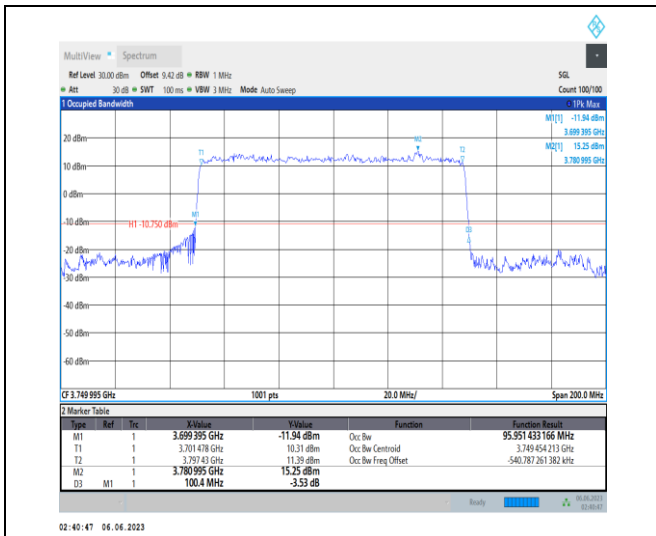 MultiView Spectrum
Ref Level 30.00 dBm Offset 9.42 dB RBW 1 MHz SGL
Att 30 dB SWT 100 ms VBW 3 MHz Mode Auto Sweep Count 100/100
1 Occupied Bandwidth 1Pk Max
M1[1] -11.94 dBm
3.699 395 GHz
M2[1] 15.25 dBm
3.780 995 GHz
20 dBm
M2
T1
T2
10 dBm
0 dBm
M1
-10 dBm
H1 -10.750 dBm
D3
-20 dBm
-30 dBm
-40 dBm
-50 dBm
-60 dBm
CF 3.749 995 GHz 1001 pts 20.0 MHz/ Span 200.0 MHz
2 Marker Table
Type Ref Trc X-Value Y-Value Function Function Result
M1 1 3.699 395 GHz -11.94 dBm Occ Bw 95.951 433 166 MHz
T1 1 3.701 478 GHz 10.31 dBm Occ Bw Centroid 3.749 454 213 GHz
T2 1 3.797 43 GHz 11.39 dBm Occ Bw Freq Offset -540.787 261 382 kHz
M2 1 3.780 995 GHz 15.25 dBm
D3 M1 1 100.4 MHz -3.53 dB
Ready 06.06.2023
02:40:47
02:40:47 06.06.2023